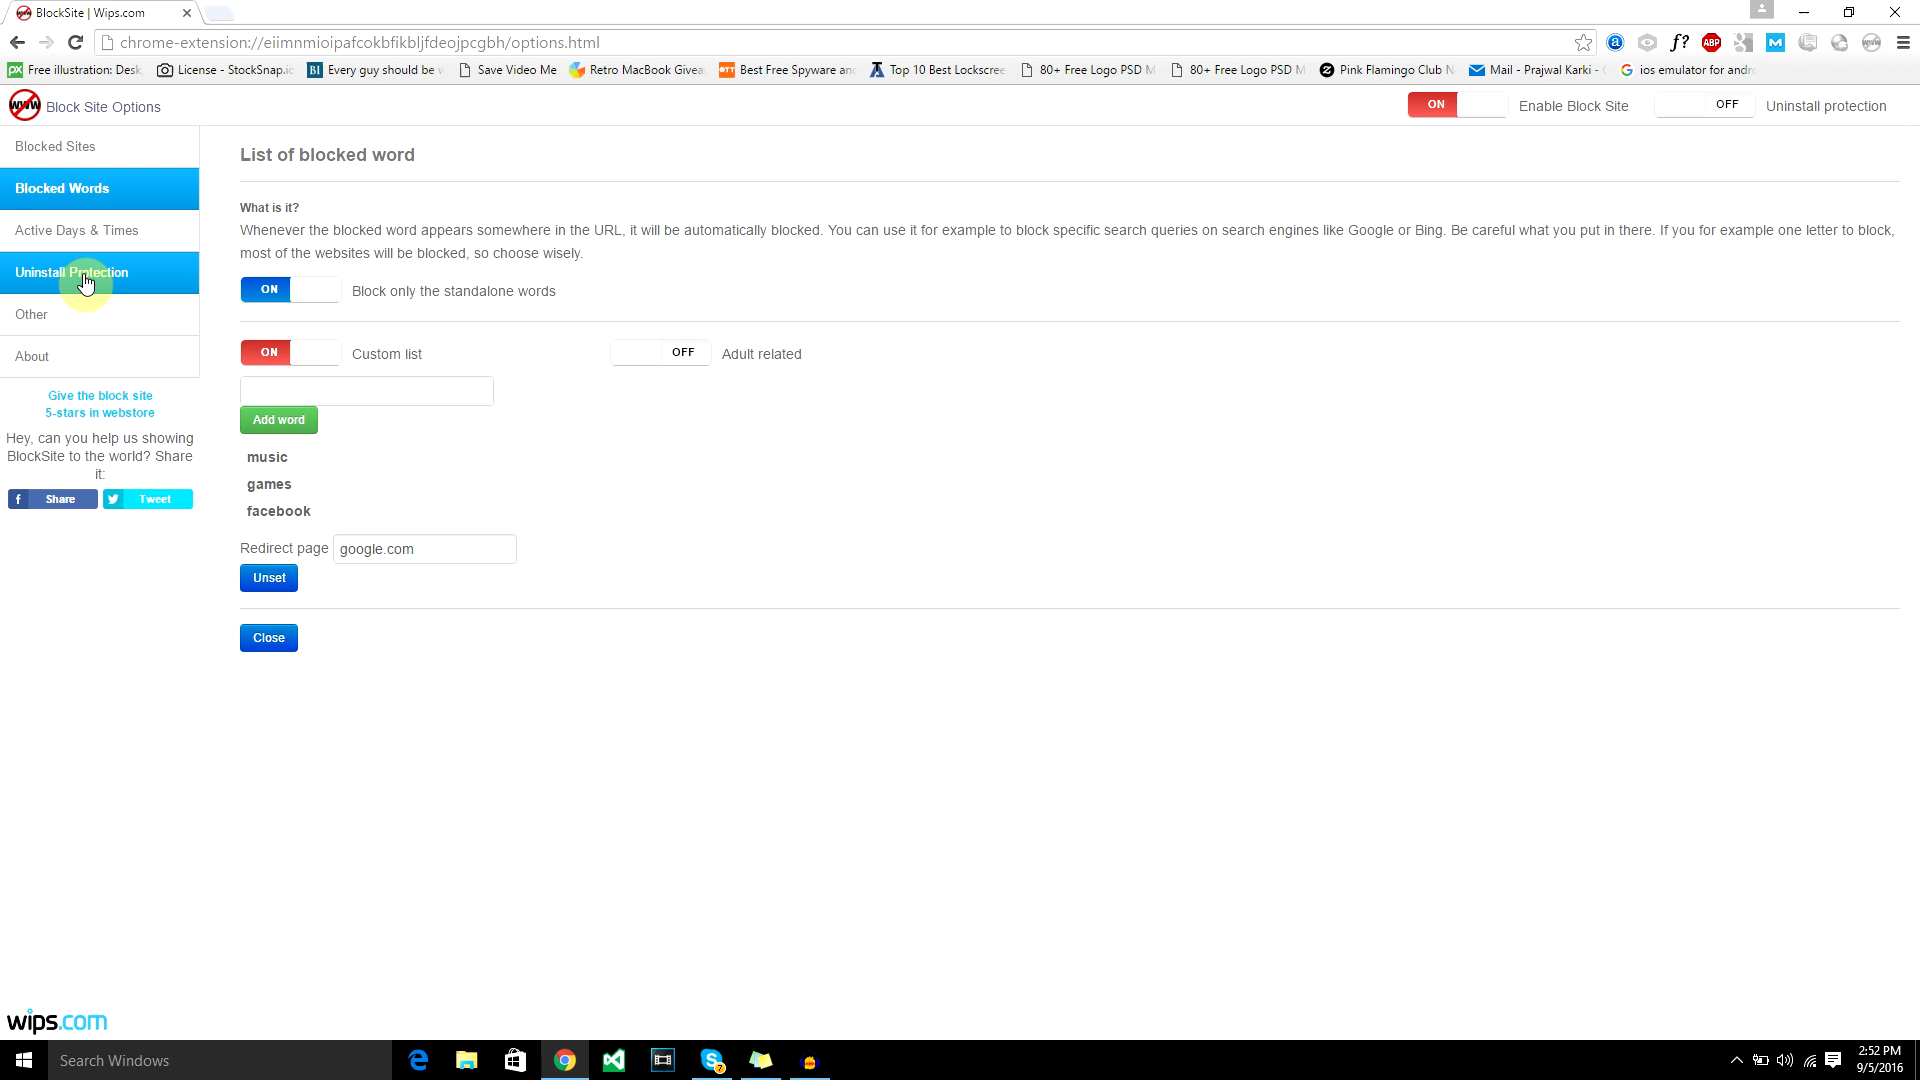 BlockSite | Wips.com
chrome-extension://eiimnmioipafcokbfikbljfdeojpcgbh/options.html
a
f?
ABP
M
www
px Free illustration: Desk
License - StockSnap.io
BI Every guy should be
Save Video Me
Retro MacBook Givea
OTT Best Free Spyware an
Top 10 Best Lockscree
80+ Free Logo PSD M
80+ Free Logo PSD M
Pink Flamingo Club N
Mail - Prajwal Karki -
ios emulator for andr
www Block Site Options
ON Enable Block Site
OFF Uninstall protection
Blocked Sites
Blocked Words
Active Days & Times
Uninstall Protection
Other
About
Give the block site
5-stars in webstore
Hey, can you help us showing
BlockSite to the world? Share
it:
f Share
Tweet
List of blocked word
What is it?
Whenever the blocked word appears somewhere in the URL, it will be automatically blocked. You can use it for example to block specific search queries on search engines like Google or Bing. Be careful what you put in there. If you for example one letter to block,
most of the websites will be blocked, so choose wisely.
ON Block only the standalone words
ON Custom list
OFF Adult related
Add word
music
games
facebook
Redirect page google.com
Unset
Close
wips.com
Search Windows
7
2:52 PM
9/5/2016